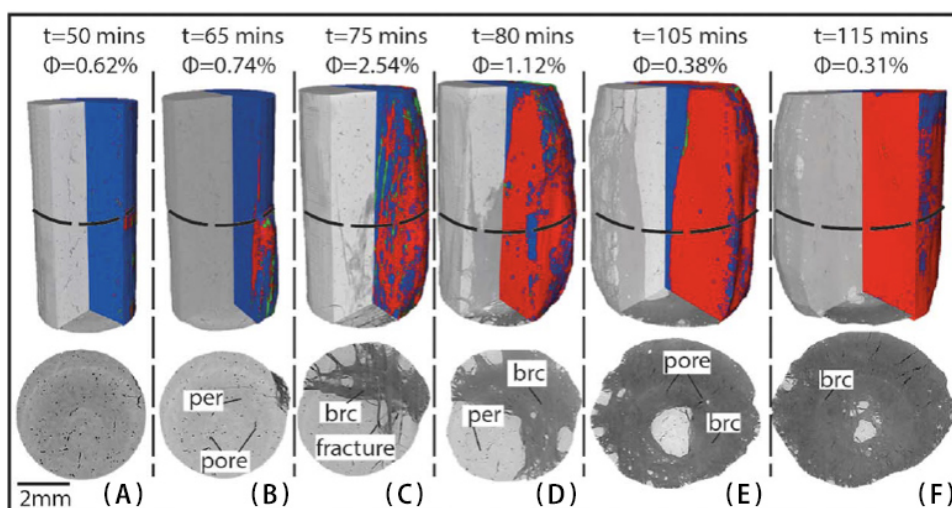 t=50 mins
Φ=0.62%
t=65 mins
Φ=0.74%
t=75 mins
Φ=2.54%
t=80 mins
Φ=1.12%
t=105 mins
Φ=0.38%
t=115 mins
Φ=0.31%
per
pore
brc
fracture
brc
per
pore
brc
brc
2mm
(A)
(B)
(C)
(D)
(E)
(F)